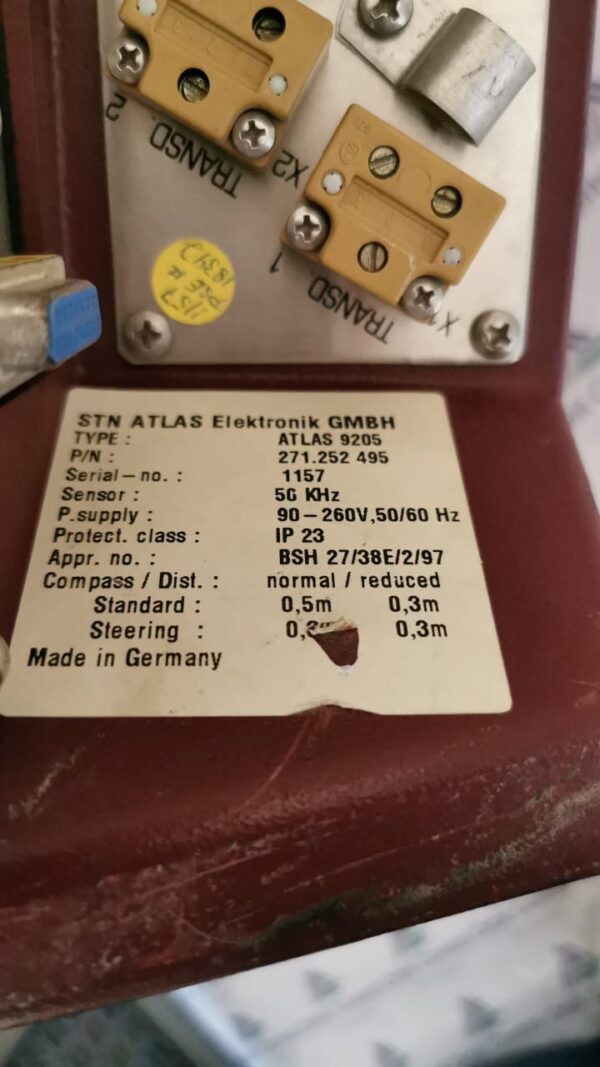 2
TRANSD.
X2
1
TRANSD.
X1
1157
18342
STN ATLAS Elektronik GMBH
TYPE : ATLAS 9205
P/N : 271.252 495
Serial-no. : 1157
Sensor : 50 KHz
P.supply : 90-260V,50/60 Hz
Protect. class : IP 23
Appr. no. : BSH 27/38E/2/97
Compass / Dist. : normal / reduced
Standard : 0,5m 0,3m
Steering : 0,3m
Made in Germany